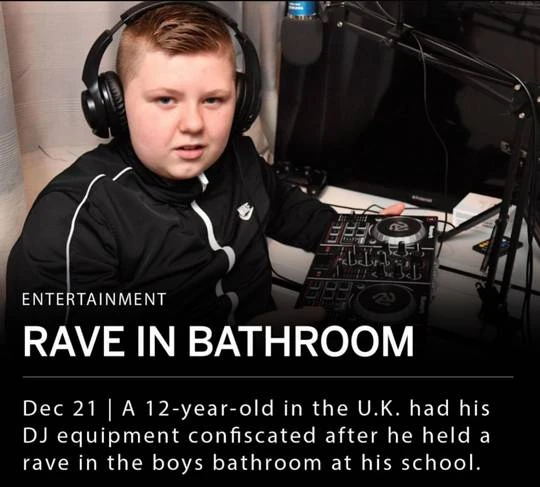 ENTERTAINMENT
RAVE IN BATHROOM
Dec 21 | A 12-year-old in the U.K. had his
DJ equipment confiscated after he held a
rave in the boys bathroom at his school.